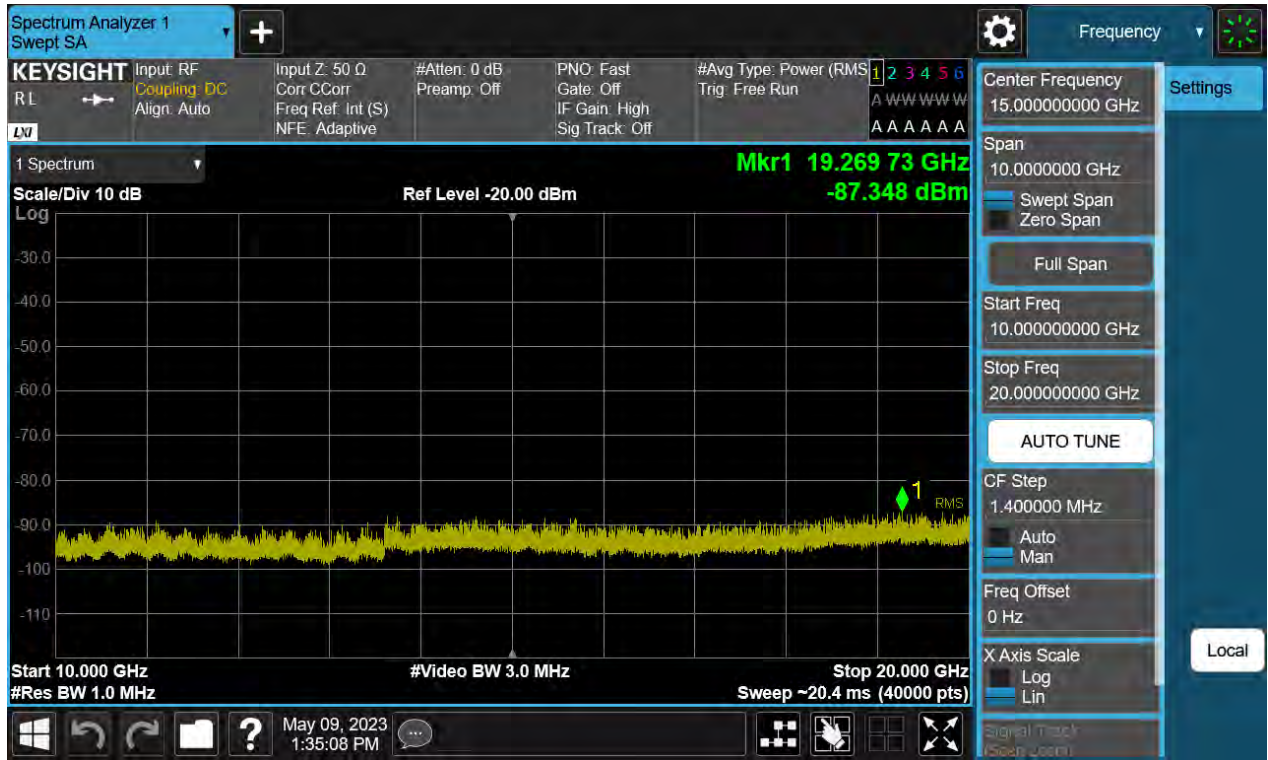 Spectrum Analyzer 1
Swept SA
Frequency
KEYSIGHT
RL
LXI
Input: RF
Coupling: DC
Align: Auto
Input Z: 50 Ω
Corr CCorr
Freq Ref: Int (S)
NFE: Adaptive
#Atten: 0 dB
Preamp: Off
PNO: Fast
Gate: Off
IF Gain: High
Sig Track: Off
#Avg Type: Power (RMS
Trig: Free Run
1 2 3 4 5 6
A W W W W W
A A A A A A
1 Spectrum
Mkr1 19.269 73 GHz
-87.348 dBm
Scale/Div 10 dB
Ref Level -20.00 dBm
Log
-30.0
-40.0
-50.0
-60.0
-70.0
-80.0
-90.0
-100
-110
1
RMS
Start 10.000 GHz
#Video BW 3.0 MHz
Stop 20.000 GHz
#Res BW 1.0 MHz
Sweep ~20.4 ms (40000 pts)
May 09, 2023
1:35:08 PM
Center Frequency
15.000000000 GHz
Settings
Span
10.0000000 GHz
Swept Span
Zero Span
Full Span
Start Freq
10.000000000 GHz
Stop Freq
20.000000000 GHz
AUTO TUNE
CF Step
1.400000 MHz
Auto
Man
Freq Offset
0 Hz
X Axis Scale
Log
Lin
Local
Signal Track
(Span Zoom)